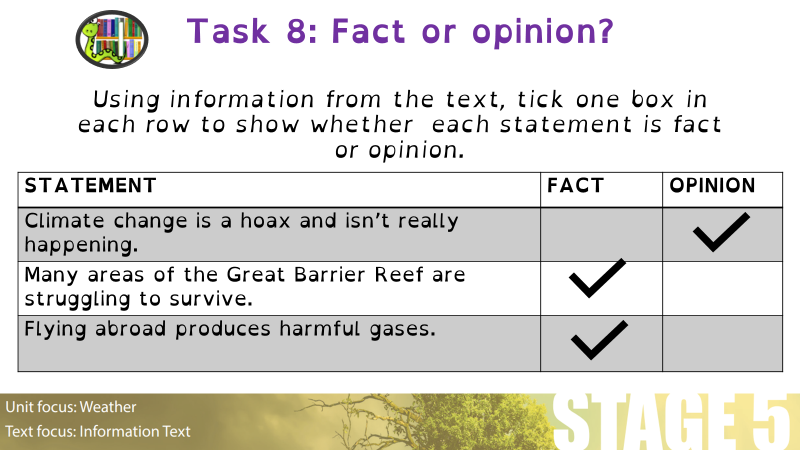 Task 8: Fact or opinion?
Using information from the text, tick one box in
each row to show whether each statement is fact
or opinion.
STATEMENT FACT OPINION
Climate change is a hoax and isn't really
happening.
Many areas of the Great Barrier Reef are
struggling to survive.
Flying abroad produces harmful gases.
Unit focus: Weather
Text focus: Information Text
STAGE 5